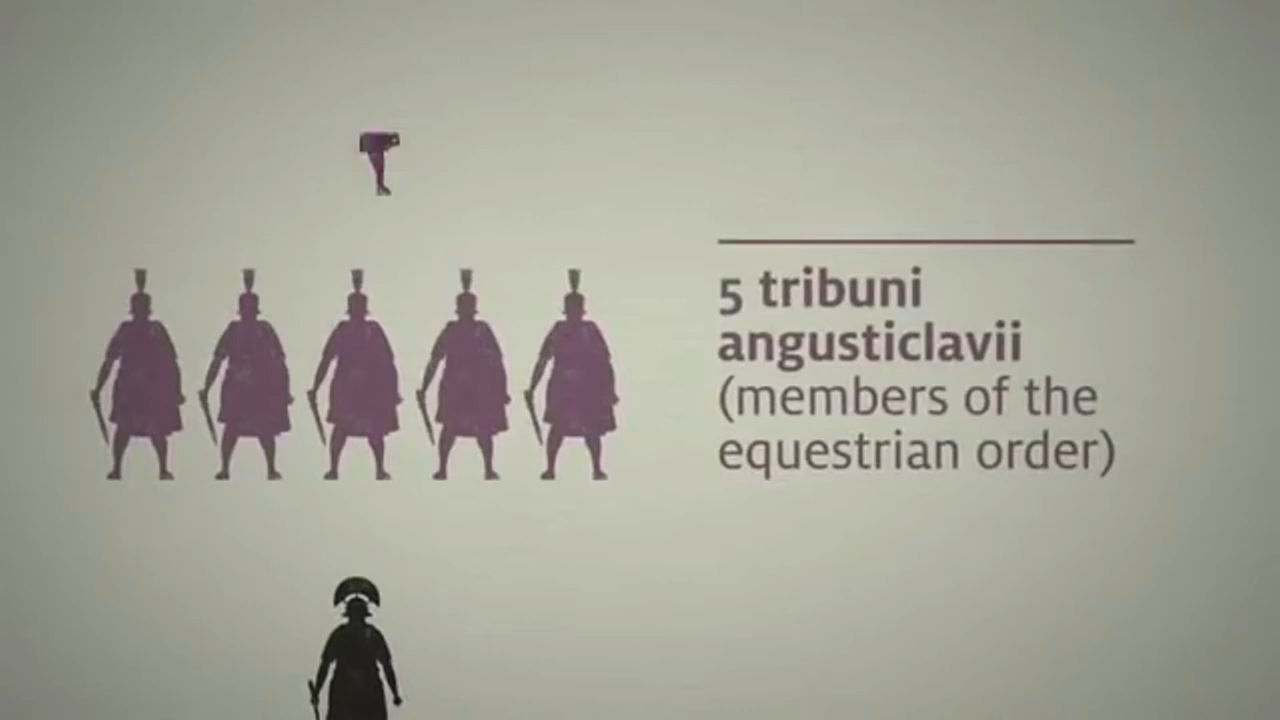 5 tribuni
angusticlavii
(members of the
equestrian order)